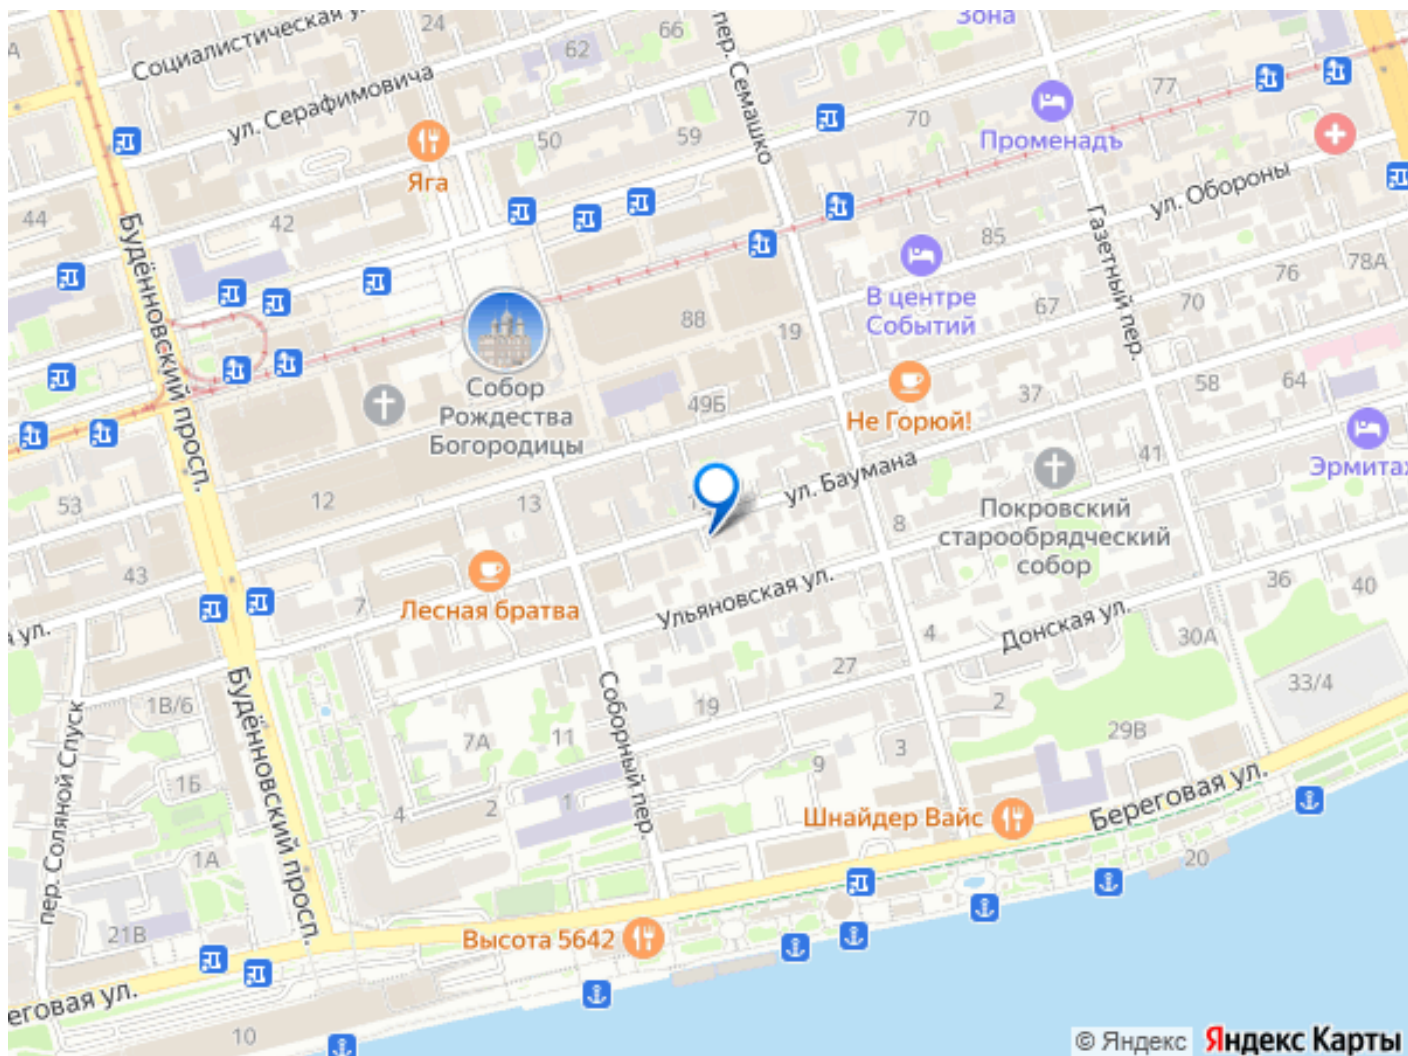 Зона
24
Социалистическая у
66
62
ул. Серафимовича
пер. Семашко
77
70
59
50
Променадъ
Яга
ул. Обороны
44
42
Будённовский просп.
Газетный пер.
85
78А
76
В центре
Событий
67
70
88
19
Собор
Рождества
Богородицы
37
58
64
49Б
Не Горюй!
41
Эрмитаж
ул. Баумана
53
12
13
Покровский
старообрядческий
собор
8
43
Лесная братва
7
Ульяновская ул.
36
40
я ул.
4
Донская ул.
30А
27
33/4
Будённовский просп.
Соборный пер.
1В/6
19
2
29В
пер. Соляной Спуск
7А
11
3
9
1Б
2
1
4
Шнайдер Вайс
Береговая ул.
1А
20
21В
Высота 5642
еговая ул.
10
© Яндекс
Яндекс Карты